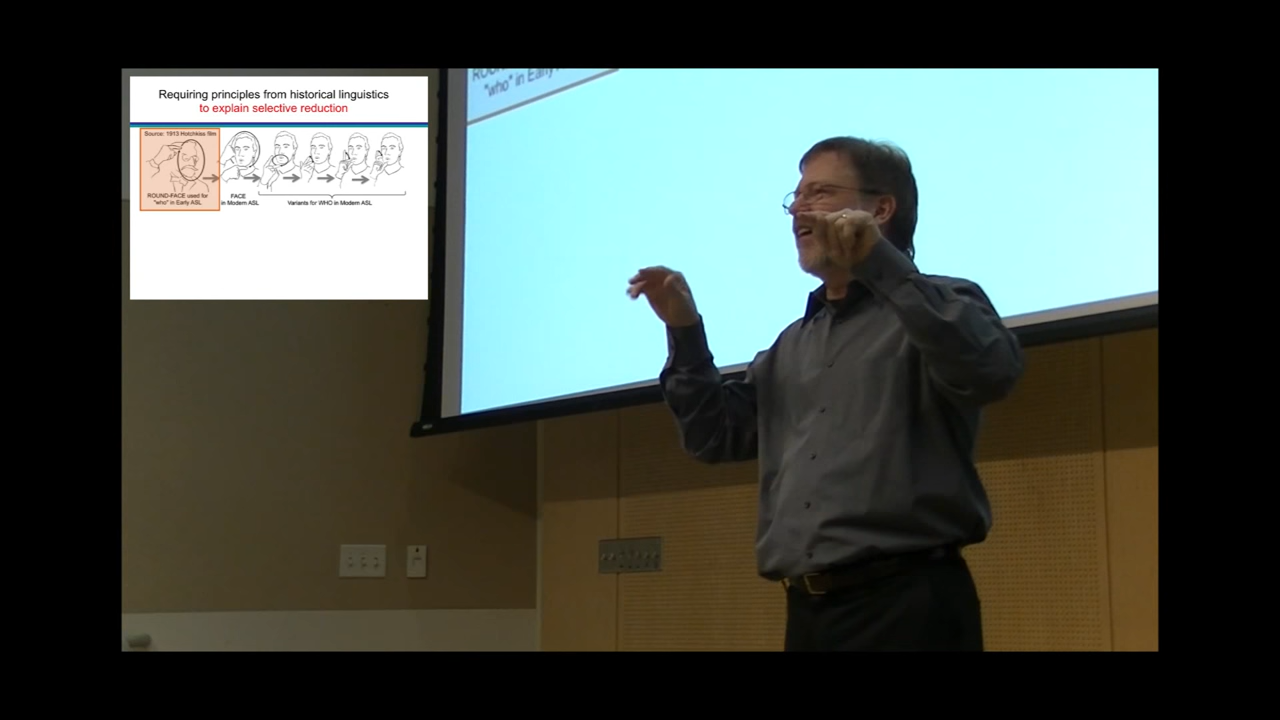 Requiring principles from historical linguistics
to explain selective reduction
Source: 1913 Hotchkiss film
ROUND-FACE used for
"who" in Early ASL
FACE
in Modern ASL
Variants for WHO in Modern ASL
"who" in Early